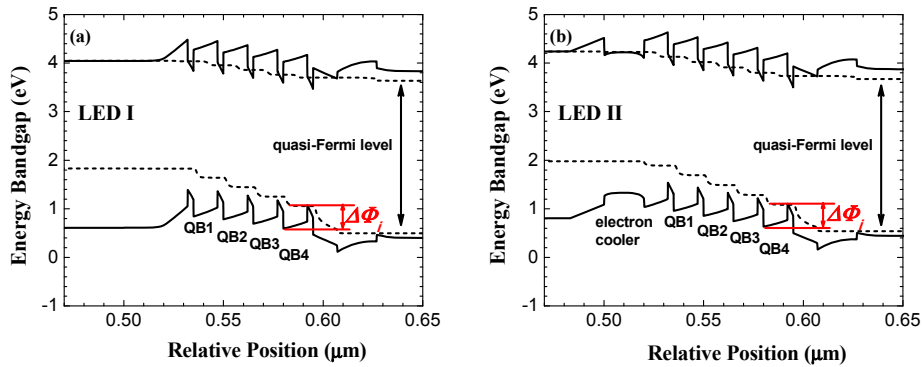 (a)
LED I
quasi-Fermi level
QB1
QB2
QB3
QB4
ΔΦi
Energy Bandgap (eV)
5
4
3
2
1
0
-1
0.50
0.55
0.60
0.65
Relative Position (μm)
(b)
LED II
quasi-Fermi level
electron
cooler
QB1
QB2
QB3
QB4
ΔΦi
Energy Bandgap (eV)
5
4
3
2
1
0
-1
0.50
0.55
0.60
0.65
Relative Position (μm)